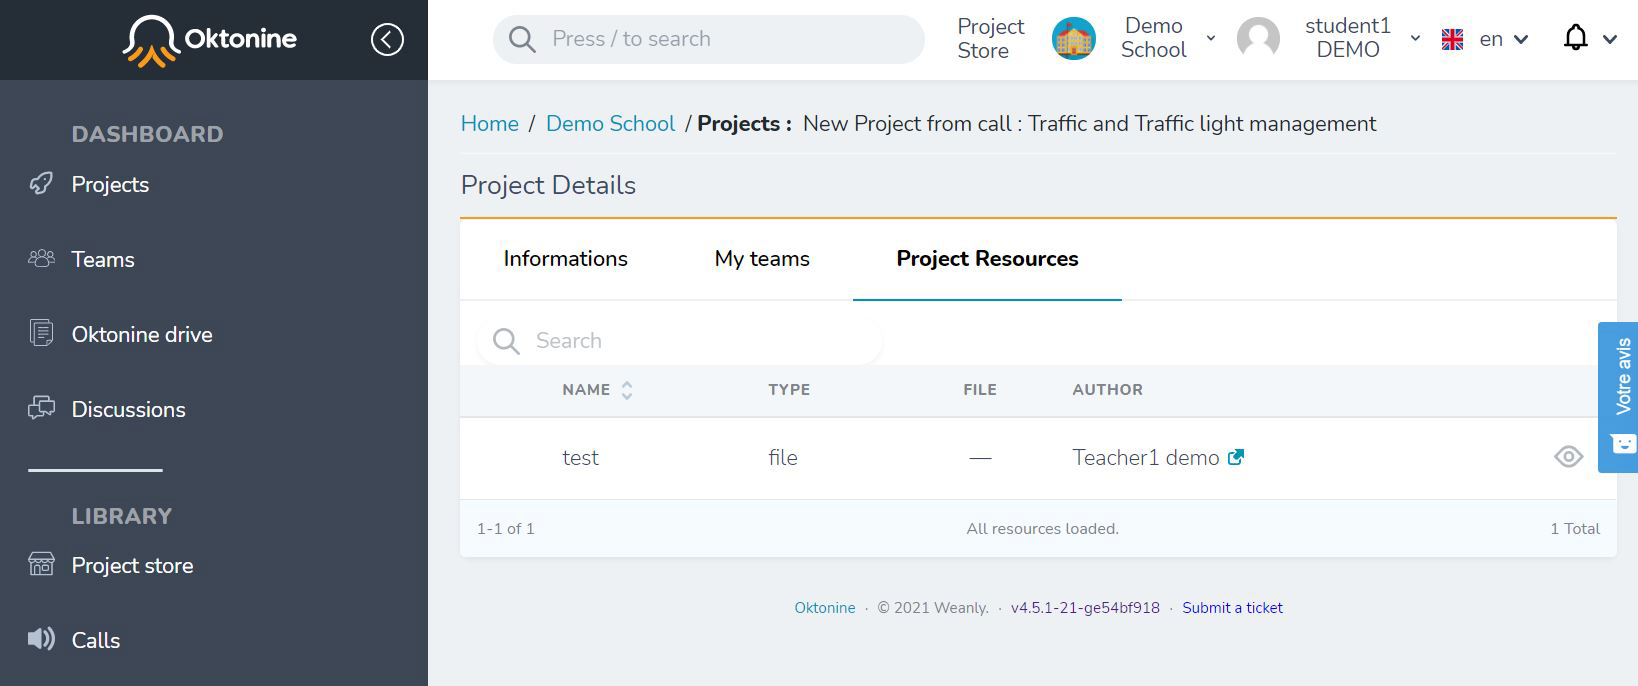 Oktonine
Press / to search
Project Store
Demo School
student1 DEMO
en
DASHBOARD
Projects
Teams
Oktonine drive
Discussions
LIBRARY
Project store
Calls
Home / Demo School / Projects : New Project from call : Traffic and Traffic light management
Project Details
Informations My teams Project Resources
Search
NAME TYPE FILE AUTHOR
test file — Teacher1 demo
1-1 of 1 All resources loaded. 1 Total
Votre avis
Oktonine · © 2021 Weanly. · v4.5.1-21-ge54bf918 · Submit a ticket